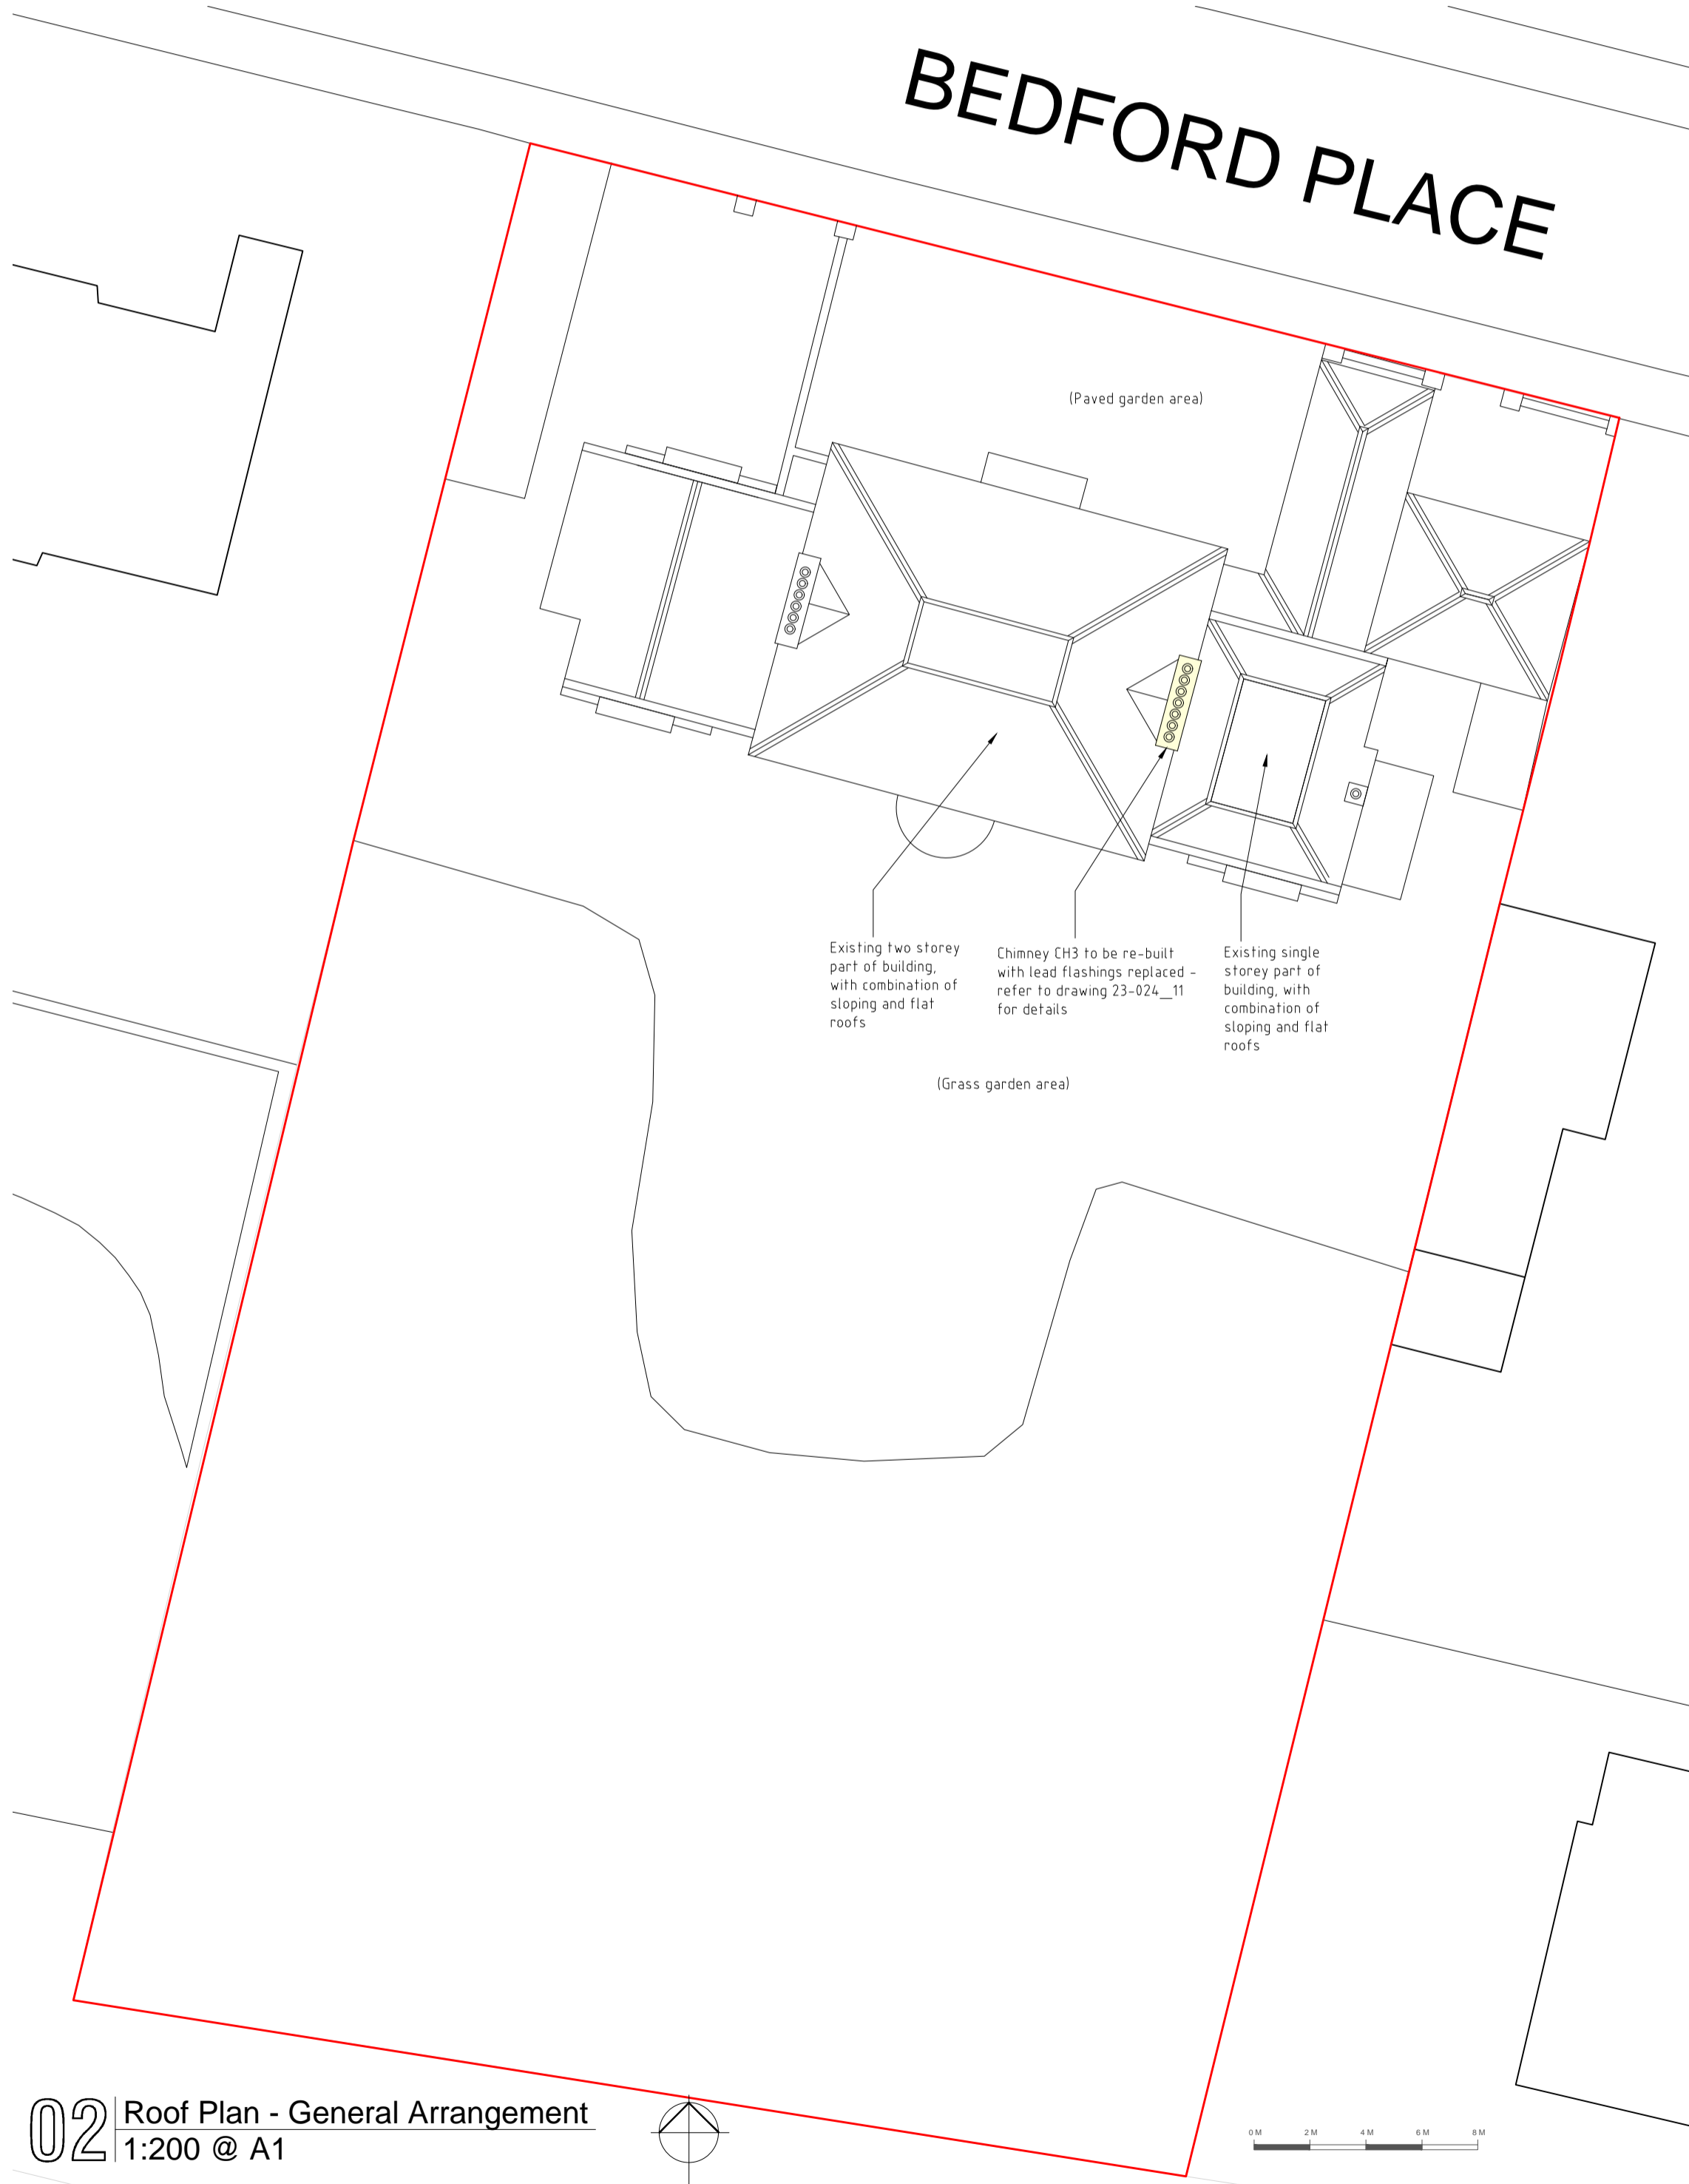 BEDFORD PLACE
(Paved garden area)
Existing two storey
part of building,
with combination of
sloping and flat
roofs
Chimney CH3 to be re-built
with lead flashings replaced -
refer to drawing 23-024__11
for details
Existing single
storey part of
building, with
combination of
sloping and flat
roofs
(Grass garden area)
02
Roof Plan - General Arrangement
1:200 @ A1
0 M 2 M 4 M 6 M 8 M